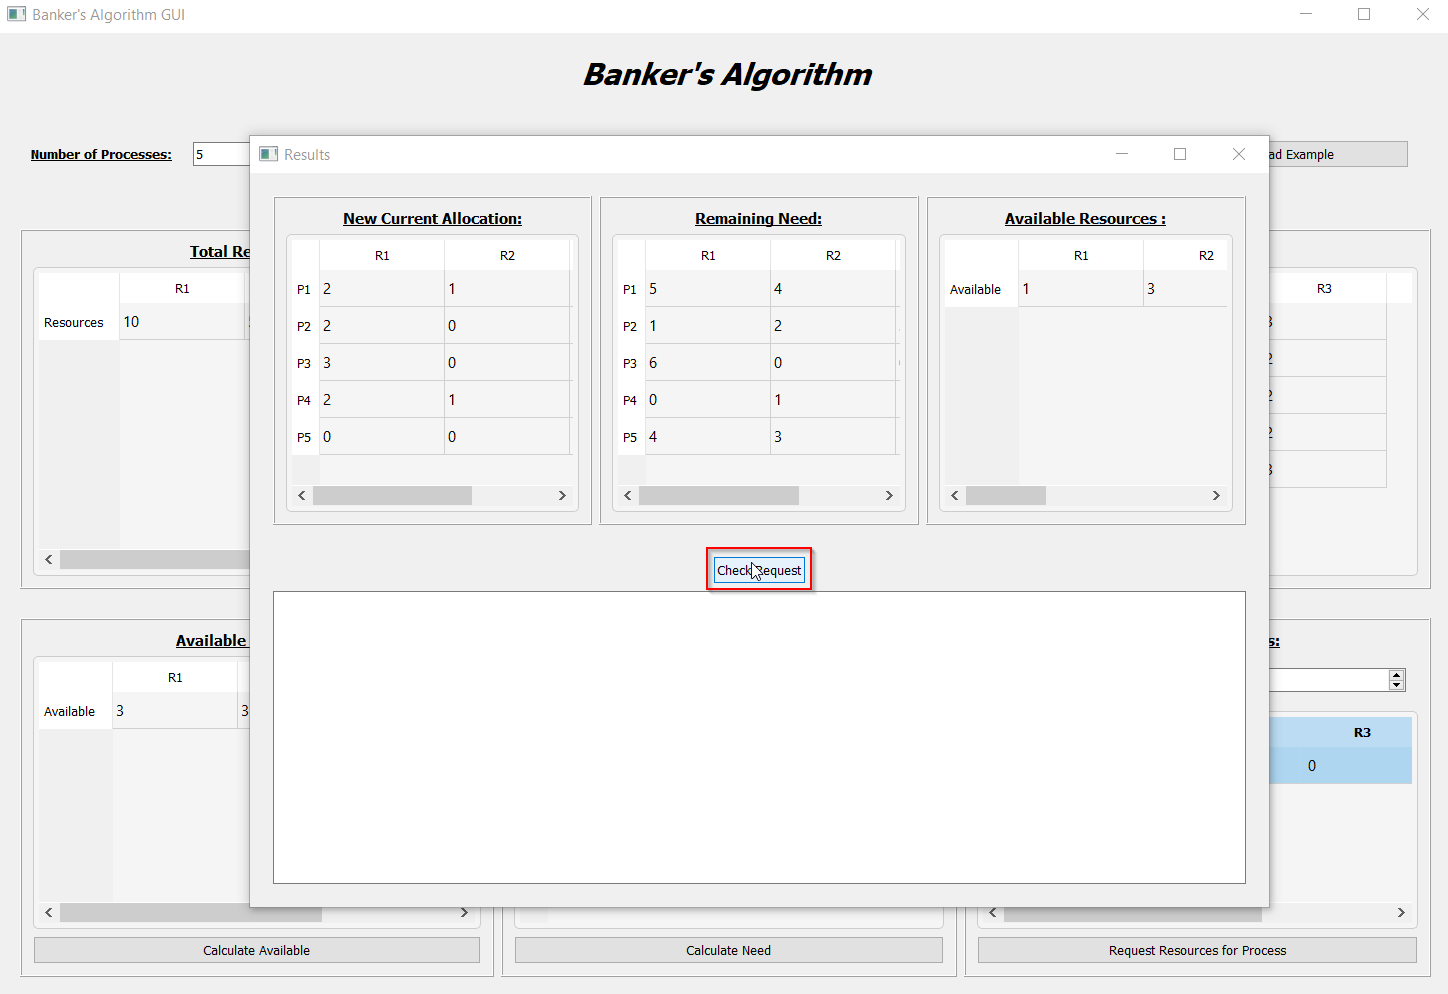 Banker's Algorithm GUI
Banker's Algorithm
Number of Processes: 5
ad Example
Results
New Current Allocation:
R1 R2
P1 2 1
P2 2 0
P3 3 0
P4 2 1
P5 0 0
Remaining Need:
R1 R2
P1 5 4
P2 1 2
P3 6 0
P4 0 1
P5 4 3
Available Resources :
R1 R2
Available 1 3
Check Request
Total Re
R1
Resources 10
R3
3
2
2
2
3
Available
R1
Available 3 3
Calculate Available
Calculate Need
s:
R3
0
Request Resources for Process